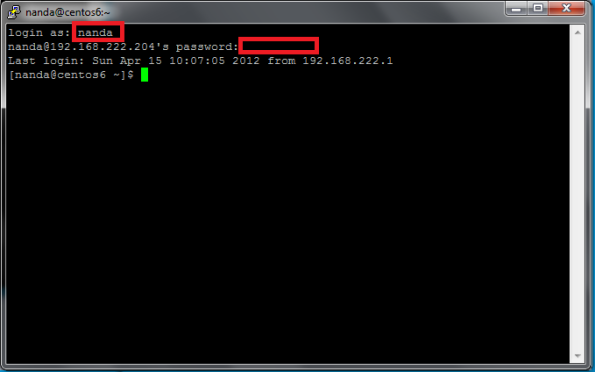 nanda@centos6:~
login as: nanda
nanda@192.168.222.204's password:
Last login: Sun Apr 15 10:07:05 2012 from 192.168.222.1
[nanda@centos6 ~]$